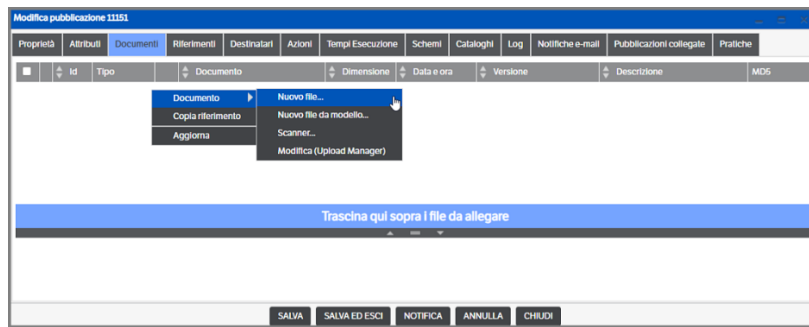 Modifica pubblicazione 11151
Proprietà Attributi Documenti Riferimenti Destinatari Azioni Tempi Esecuzione Schemi Cataloghi Log Notifiche e-mail Pubblicazioni collegate Pratiche
Id Tipo Documento Dimensione Data e ora Versione Descrizione MD5
Documento Nuovo file...
Copia riferimento Nuovo file da modello...
Aggiorna Scanner...
Modifica (Upload Manager)
Trascina qui sopra i file da allegare
SALVA SALVA ED ESCI NOTIFICA ANNULLA CHIUDI